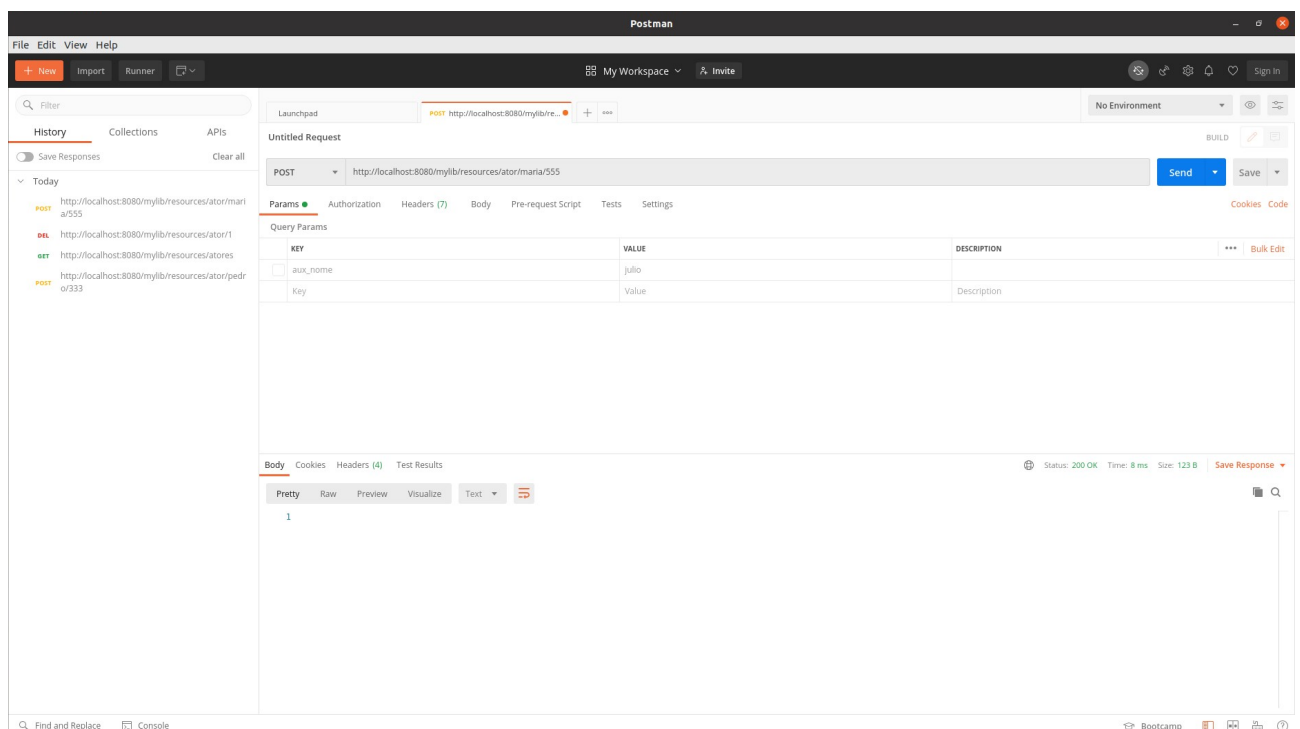 Postman
File Edit View Help
+ New Import Runner My Workspace Invite Sign In
Filter
History Collections APIs
Save Responses Clear all
Today
POST http://localhost:8080/mylib/resources/ator/mari
a/555
DEL http://localhost:8080/mylib/resources/ator/1
GET http://localhost:8080/mylib/resources/atores
POST http://localhost:8080/mylib/resources/ator/pedr
o/333
Launchpad POST http://localhost:8080/mylib/re... + ooo No Environment
Untitled Request BUILD
POST http://localhost:8080/mylib/resources/ator/maria/555 Send Save
Params Authorization Headers (7) Body Pre-request Script Tests Settings Cookies Code
Query Params
KEY VALUE DESCRIPTION ••• Bulk Edit
aux_nome julio
Key Value Description
Body Cookies Headers (4) Test Results Status: 200 OK Time: 8 ms Size: 123 B Save Response
Pretty Raw Preview Visualize Text
1
Find and Replace Console Bootcamp